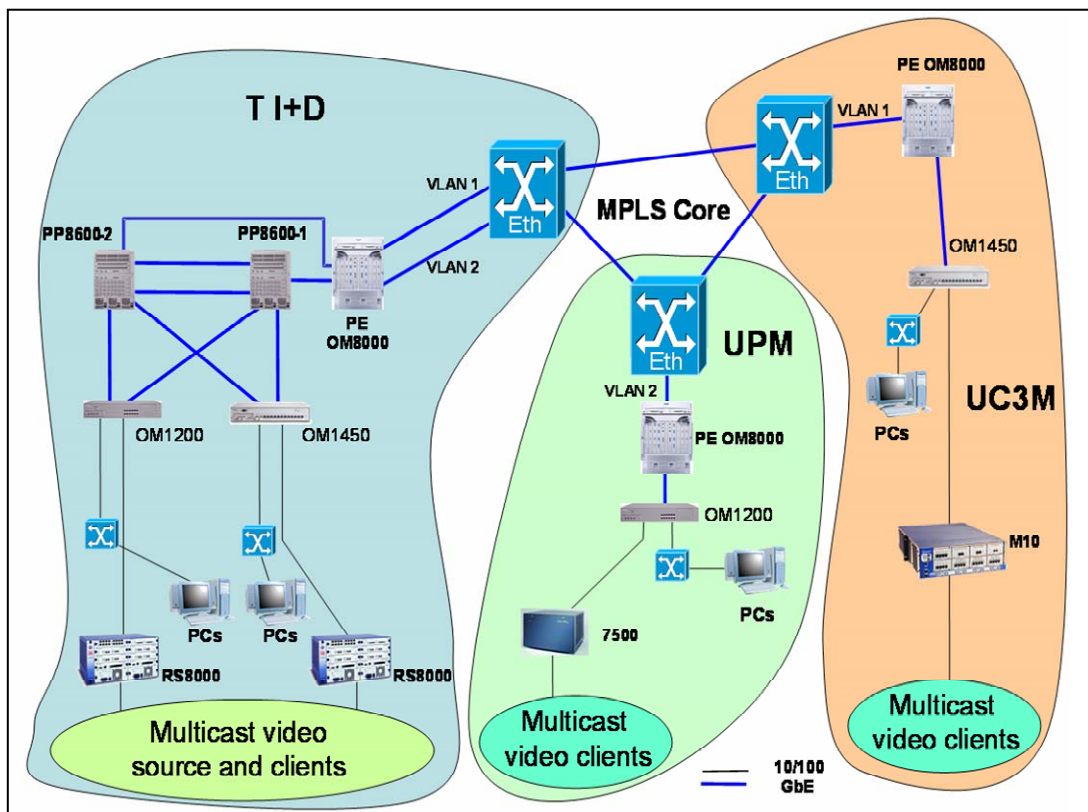 T I+D
PE OM8000
VLAN 1
Eth
VLAN 1
Eth
MPLS Core
PP8600-2
PP8600-1
VLAN 2
PE
OM8000
OM1450
Eth
UPM
VLAN 2
UC3M
PCs
OM1200
OM1450
PE OM8000
OM1200
M10
PCs
PCs
PCs
7500
RS8000
RS8000
Multicast video
source and clients
Multicast
video clients
Multicast
video clients
10/100
GbE